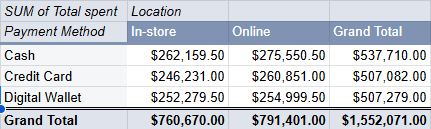 SUM of Total spent Location
Payment Method In-store Online Grand Total
Cash $262,159.50 $275,550.50 $537,710.00
Credit Card $246,231.00 $260,851.00 $507,082.00
Digital Wallet $252,279.50 $254,999.50 $507,279.00
Grand Total $760,670.00 $791,401.00 $1,552,071.00